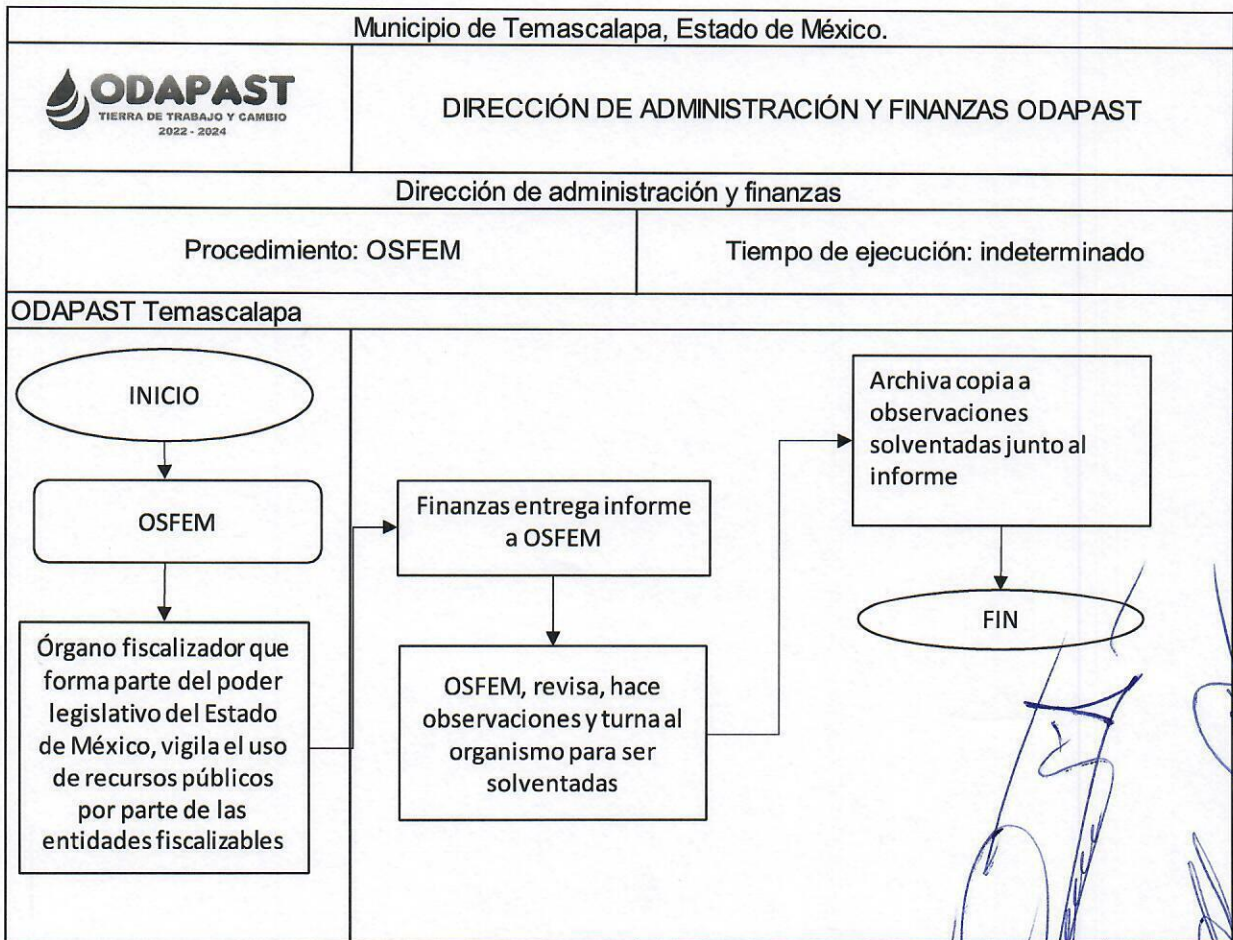 Municipio de Temascalapa, Estado de México.
ODAPAST
TIERRA DE TRABAJO Y CAMBIO
2022 - 2024
DIRECCIÓN DE ADMINISTRACIÓN Y FINANZAS ODAPAST
Dirección de administración y finanzas
Procedimiento: OSFEM
Tiempo de ejecución: indeterminado
ODAPAST Temascalapa
INICIO
OSFEM
Órgano fiscalizador que
forma parte del poder
legislativo del Estado
de México, vigila el uso
de recursos públicos
por parte de las
entidades fiscalizables
Finanzas entrega informe
a OSFEM
OSFEM, revisa, hace
observaciones y turna al
organismo para ser
solventadas
Archiva copia a
observaciones
solventadas junto al
informe
FIN